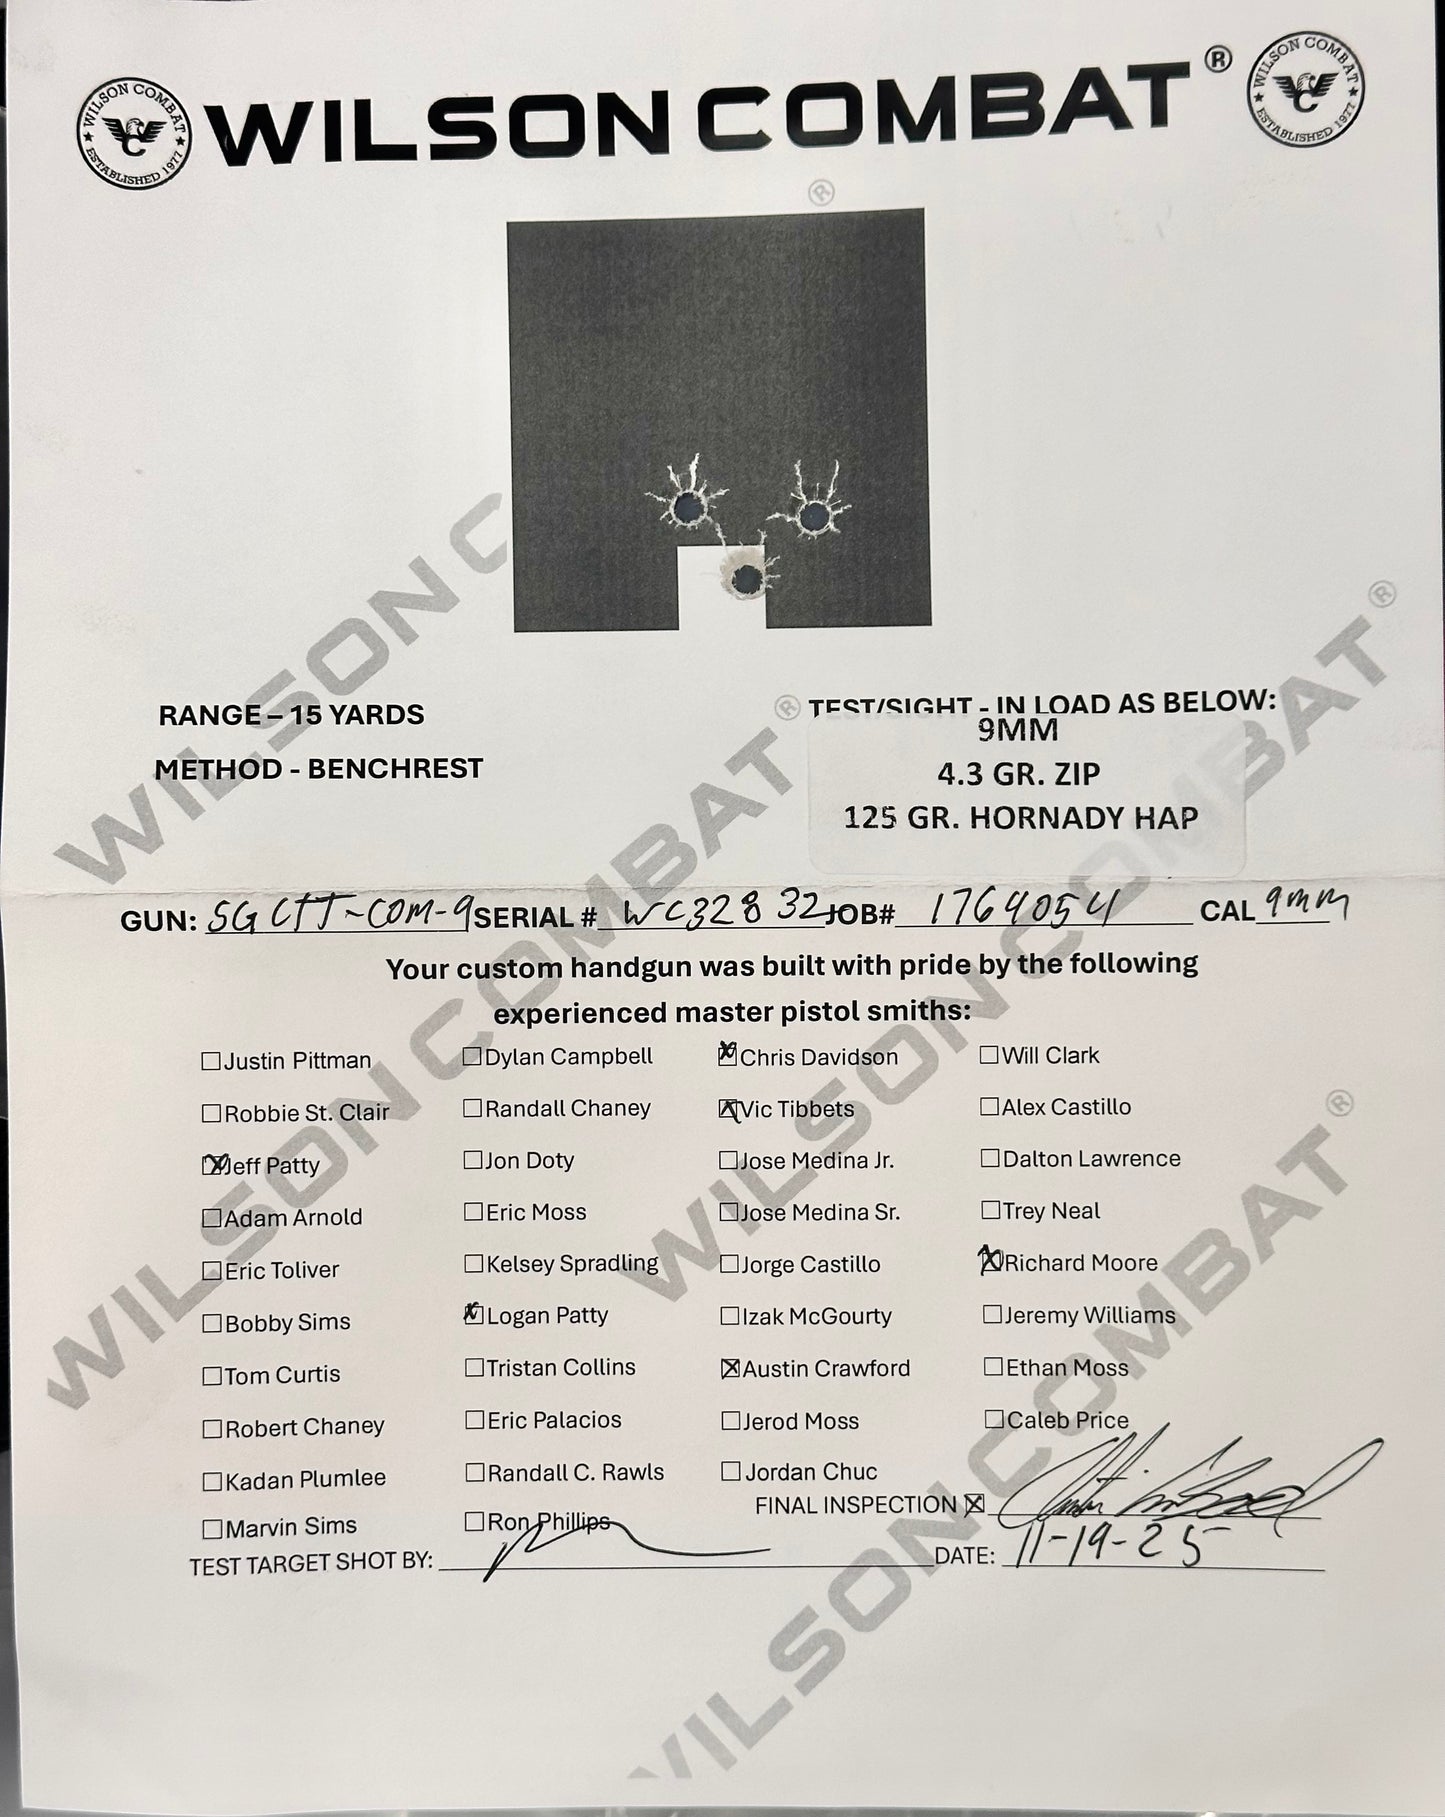 WILSON COMBAT ®
WILSON COMBAT
ESTABLISHED 1977
WILSON COMBAT
ESTABLISHED 1977
RANGE – 15 YARDS
METHOD - BENCHREST
TEST/SIGHT - IN LOAD AS BELOW:
9MM
4.3 GR. ZIP
125 GR. HORNADY HAP
GUN: SG CTT-COM-9 SERIAL # WC32832 JOB# 1764054 CAL 9mm
Your custom handgun was built with pride by the following
experienced master pistol smiths:
Justin Pittman Dylan Campbell Chris Davidson Will Clark
Robbie St. Clair Randall Chaney Vic Tibbets Alex Castillo
Jeff Patty Jon Doty Jose Medina Jr. Dalton Lawrence
Adam Arnold Eric Moss Jose Medina Sr. Trey Neal
Eric Toliver Kelsey Spradling Jorge Castillo Richard Moore
Bobby Sims Logan Patty Izak McGourty Jeremy Williams
Tom Curtis Tristan Collins Austin Crawford Ethan Moss
Robert Chaney Eric Palacios Jerod Moss Caleb Price
Kadan Plumlee Randall C. Rawls Jordan Chuc
FINAL INSPECTION
Marvin Sims Ron Phillips
TEST TARGET SHOT BY: DATE: 11-19-25
WILSON C
WILSON COMBAT ®
WILSON COMBAT ®
WILSON COMBAT ®
®